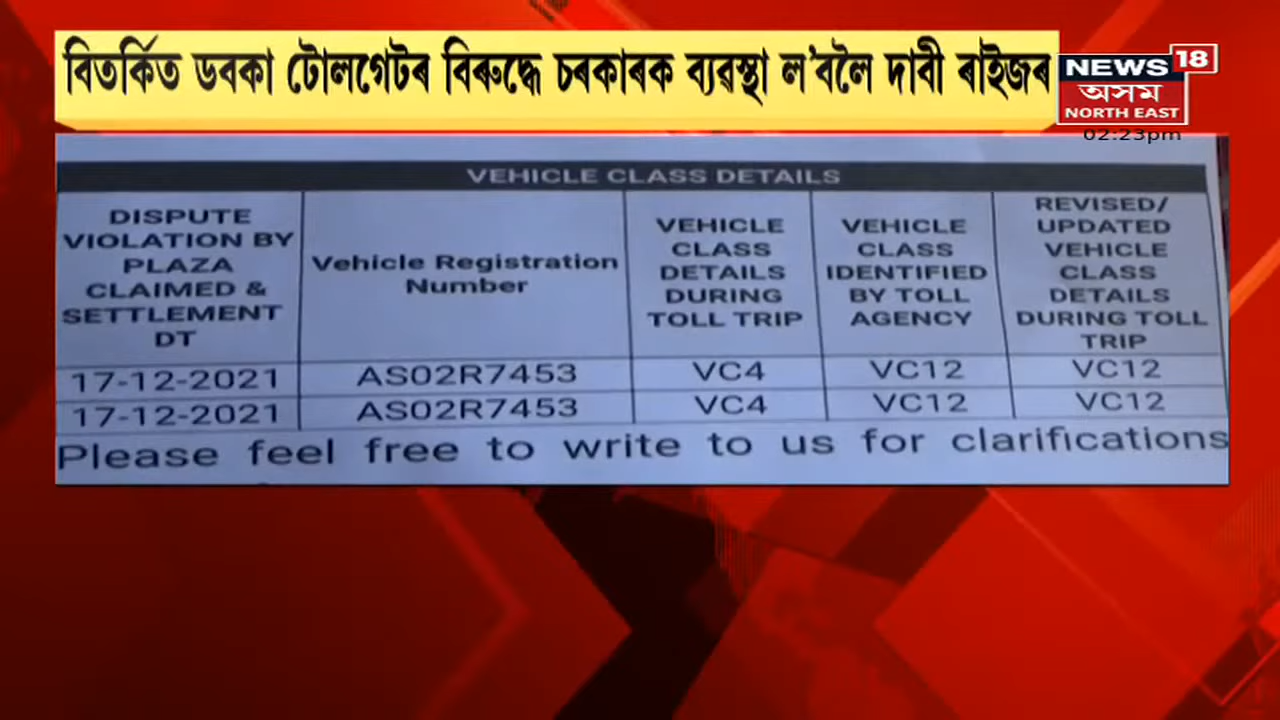 বিতৰ্কিত ডবকা টোলগেটৰ বিৰুদ্ধে চৰকাৰক ব্যৱস্থা ল'বলৈ দাবী ৰাইজৰ
NEWS 18
অসম
NORTH EAST
02:23pm
VEHICLE CLASS DETAILS
DISPUTE VIOLATION BY PLAZA CLAIMED & SETTLEMENT DT
Vehicle Registration Number
VEHICLE CLASS DETAILS DURING TOLL TRIP
VEHICLE CLASS IDENTIFIED BY TOLL AGENCY
REVISED/ UPDATED VEHICLE CLASS DETAILS DURING TOLL TRIP
17-12-2021 AS02R7453 VC4 VC12 VC12
17-12-2021 AS02R7453 VC4 VC12 VC12
Please feel free to write to us for clarifications